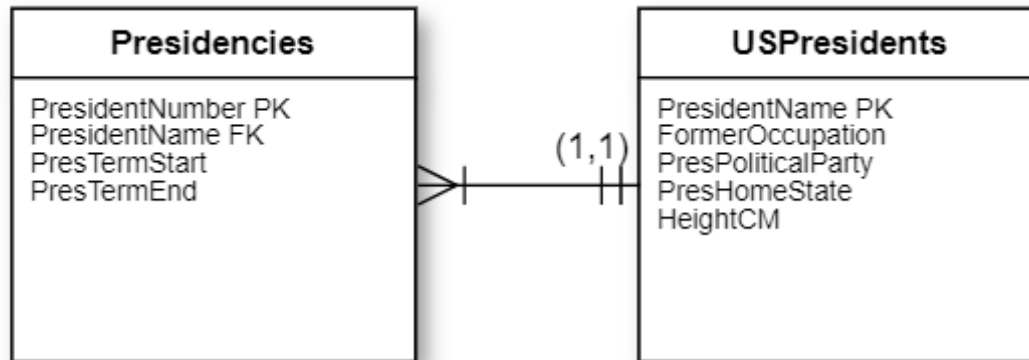 Presidencies
PresidentNumber PK
PresidentName FK
PresTermStart
PresTermEnd
(1,1)
USPresidents
PresidentName PK
FormerOccupation
PresPoliticalParty
PresHomeState
HeightCM